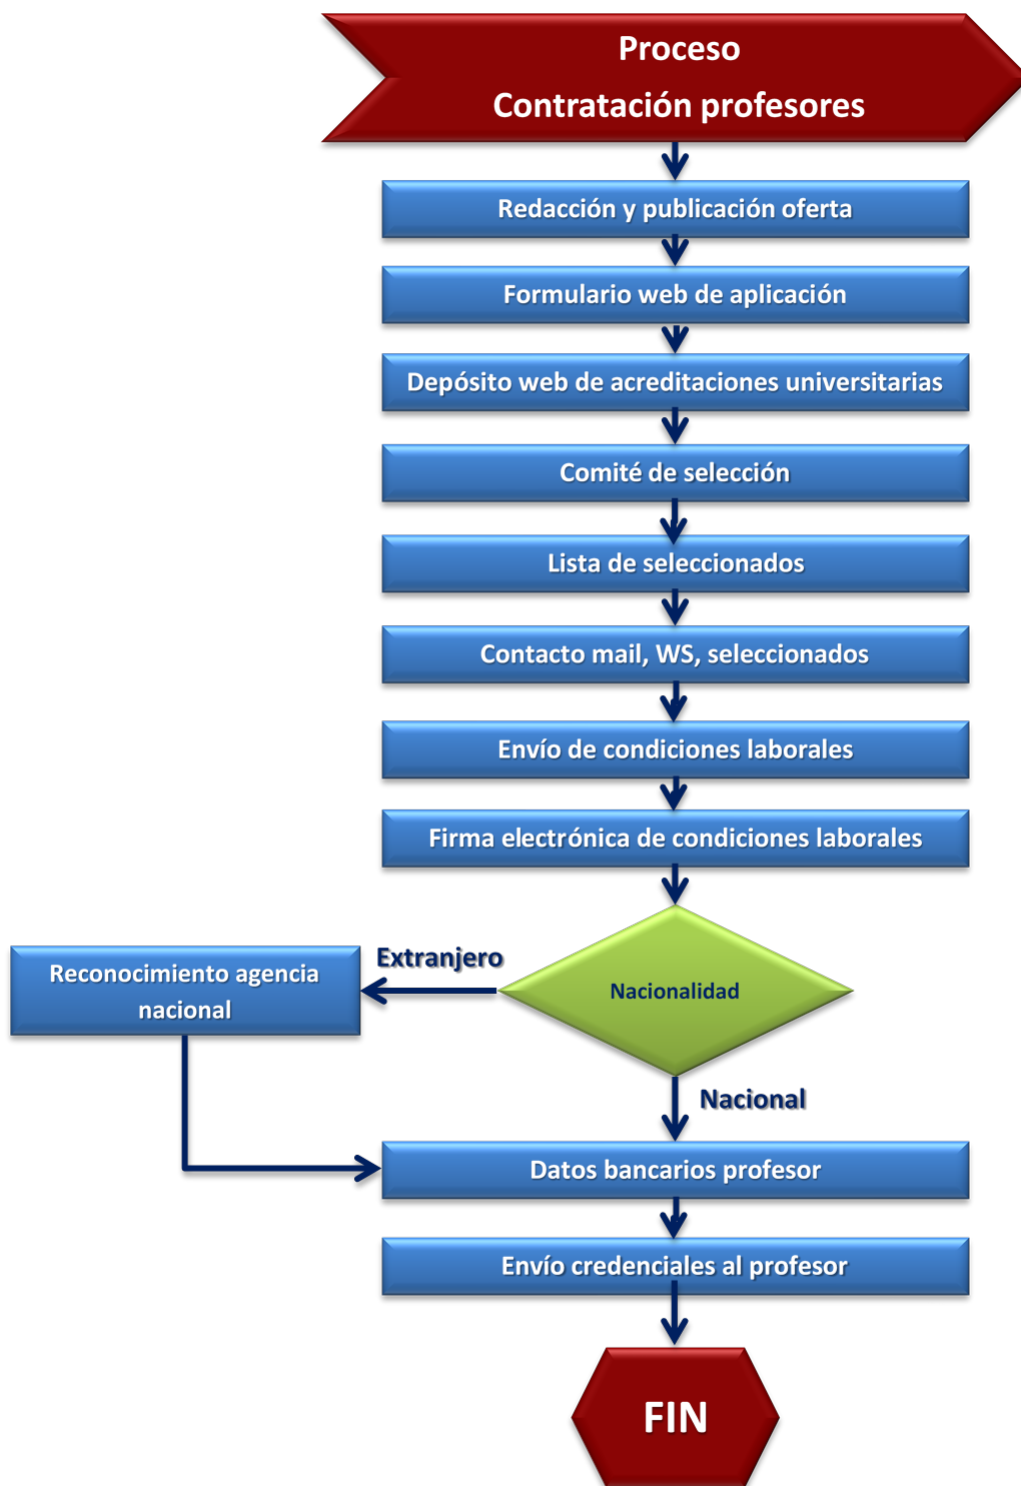 Proceso
Contratación profesores
Redacción y publicación oferta
Formulario web de aplicación
Depósito web de acreditaciones universitarias
Comité de selección
Lista de seleccionados
Contacto mail, WS, seleccionados
Envío de condiciones laborales
Firma electrónica de condiciones laborales
Extranjero
Reconocimiento agencia
nacional
Nacionalidad
Nacional
Datos bancarios profesor
Envío credenciales al profesor
FIN